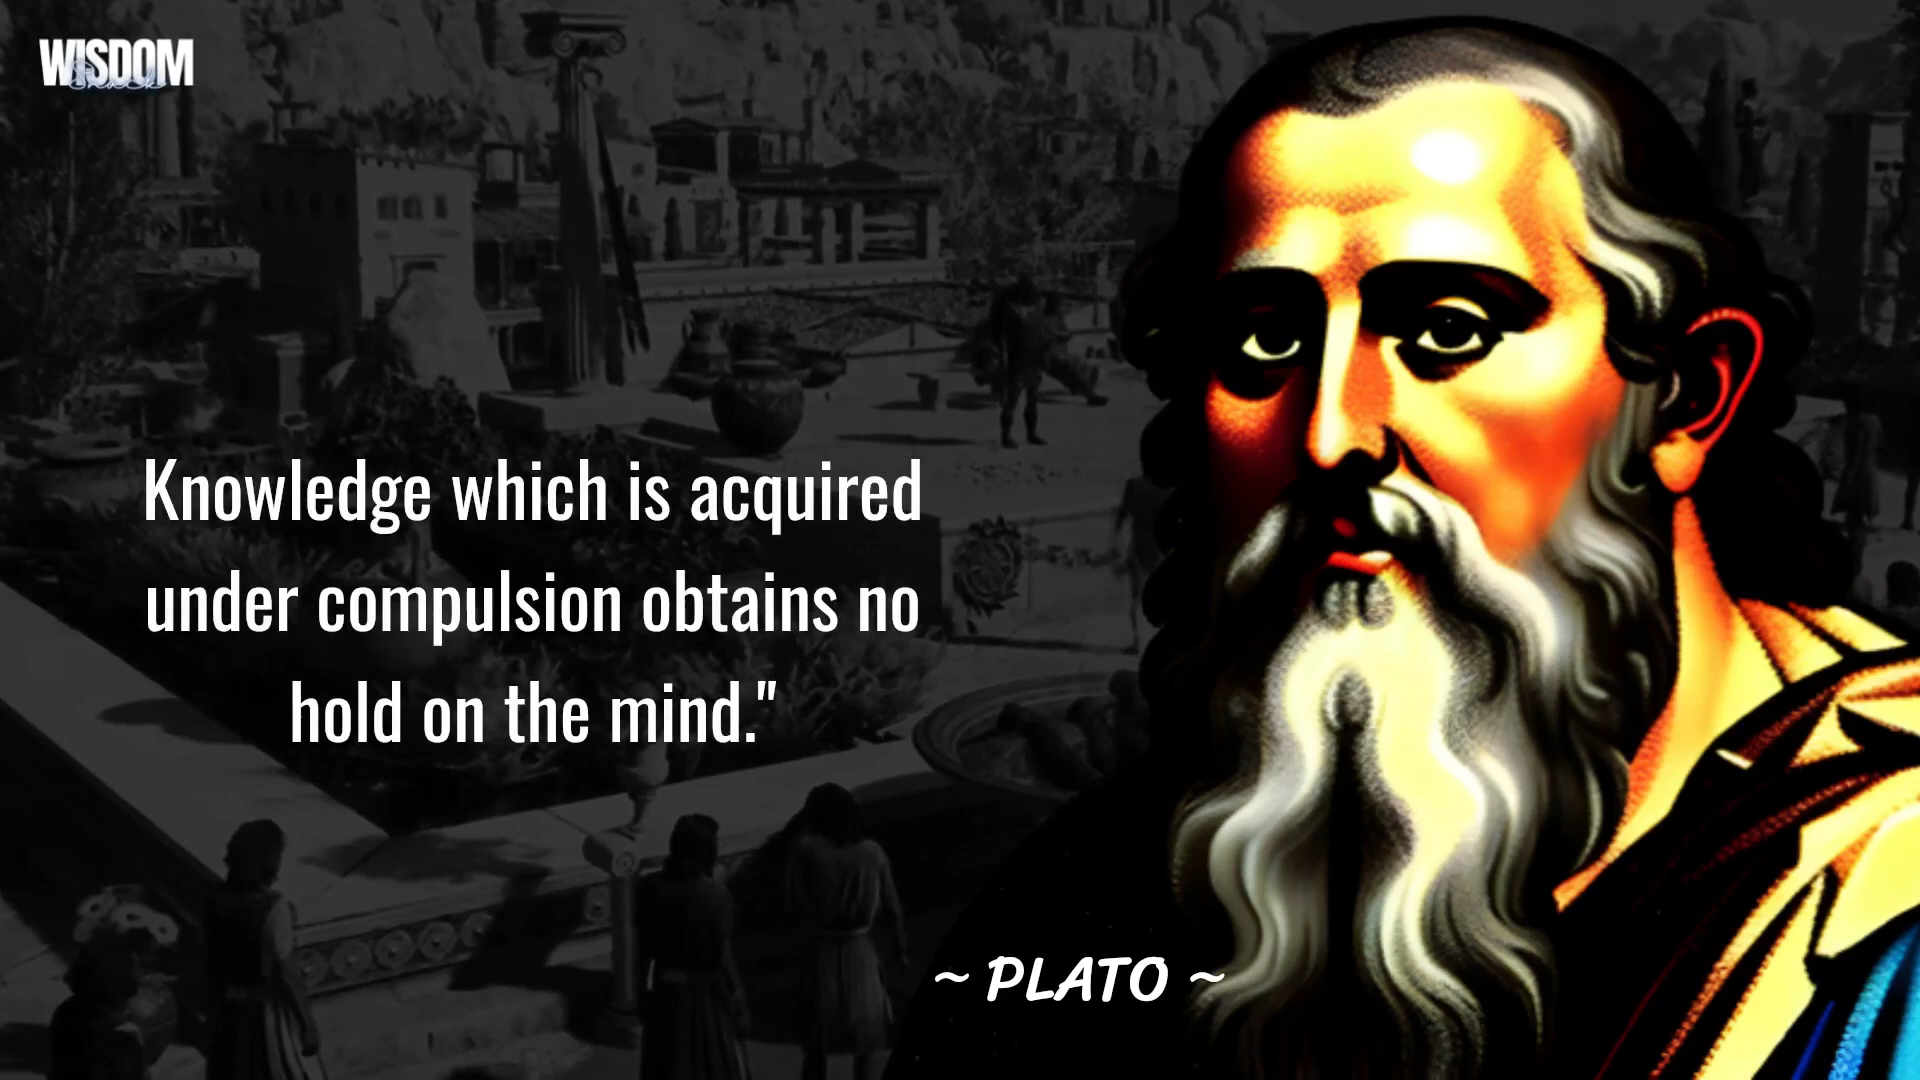 WISDOM
Knowledge which is acquired
under compulsion obtains no
hold on the mind."
~ PLATO ~